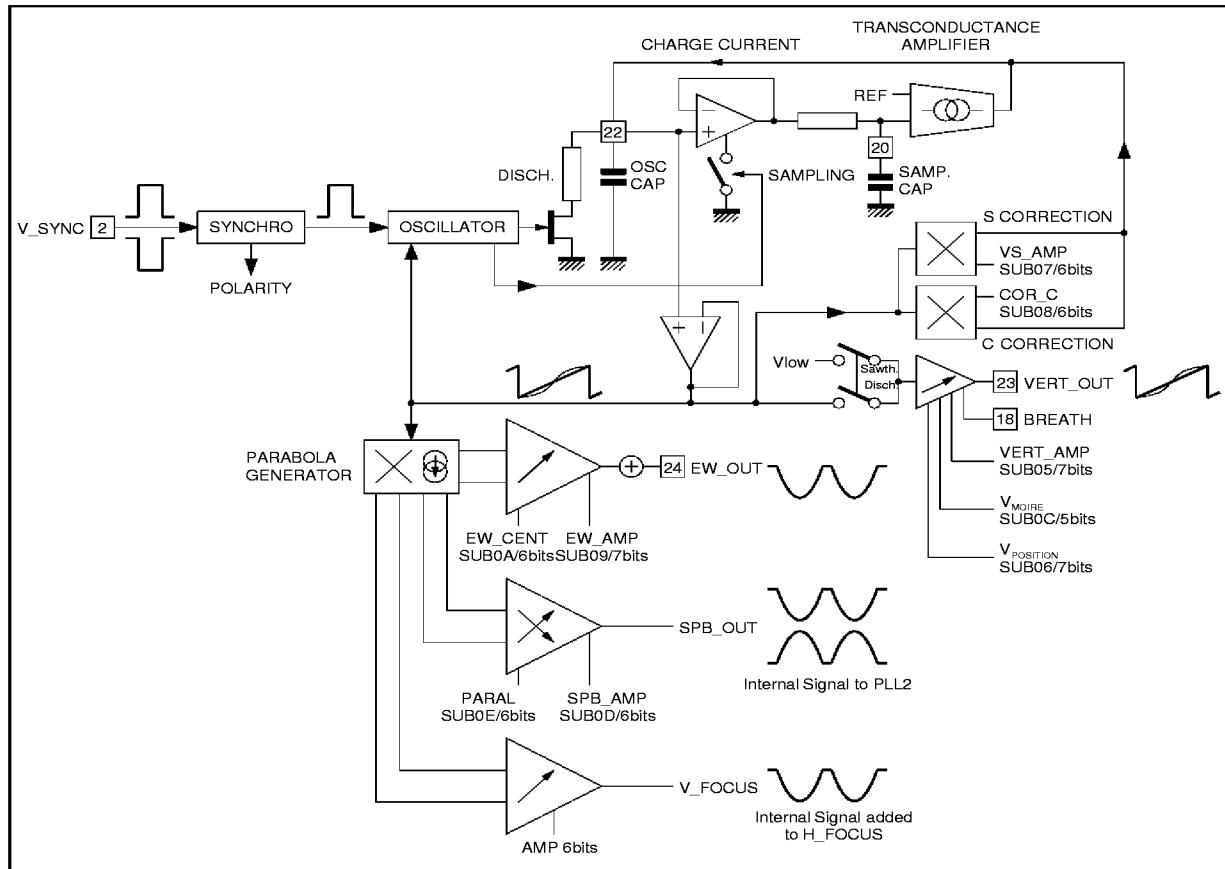 TRANSCONDUCTANCE
AMPLIFIER
CHARGE CURRENT
REF
22
20
DISCH.
OSC
CAP
SAMPLING
SAMP.
CAP
V_SYNC
2
SYNCHRO
OSCILLATOR
POLARITY
S CORRECTION
VS_AMP
SUB07/6bits
COR_C
SUB08/6bits
C CORRECTION
Vlow
Sawth.
Disch.
23
VERT_OUT
18
BREATH
VERT_AMP
SUB05/7bits
VMOIRE
SUB0C/5bits
VPOSITION
SUB06/7bits
PARABOLA
GENERATOR
24
EW_OUT
EW_CENT
SUB0A/6bits
EW_AMP
SUB09/7bits
SPB_OUT
Internal Signal to PLL2
PARAL
SUB0E/6bits
SPB_AMP
SUB0D/6bits
V_FOCUS
Internal Signal added
to H_FOCUS
AMP 6bits